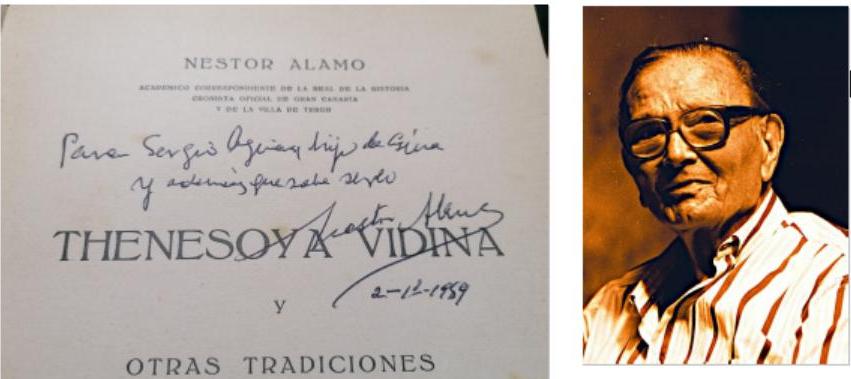 NESTOR ALAMO
ACADEMICO CORRESPONDIENTE DE LA REAL DE LA HISTORIA
CRONISTA OFICIAL DE GRAN CANARIA
Y DE LA VILLA DE TEROR
Para Sergio Aguiar, hijo de
y además que sabe serlo
Nestor Alamo
THENESOYA VIDINA
2-12-1959
Y
OTRAS TRADICIONES